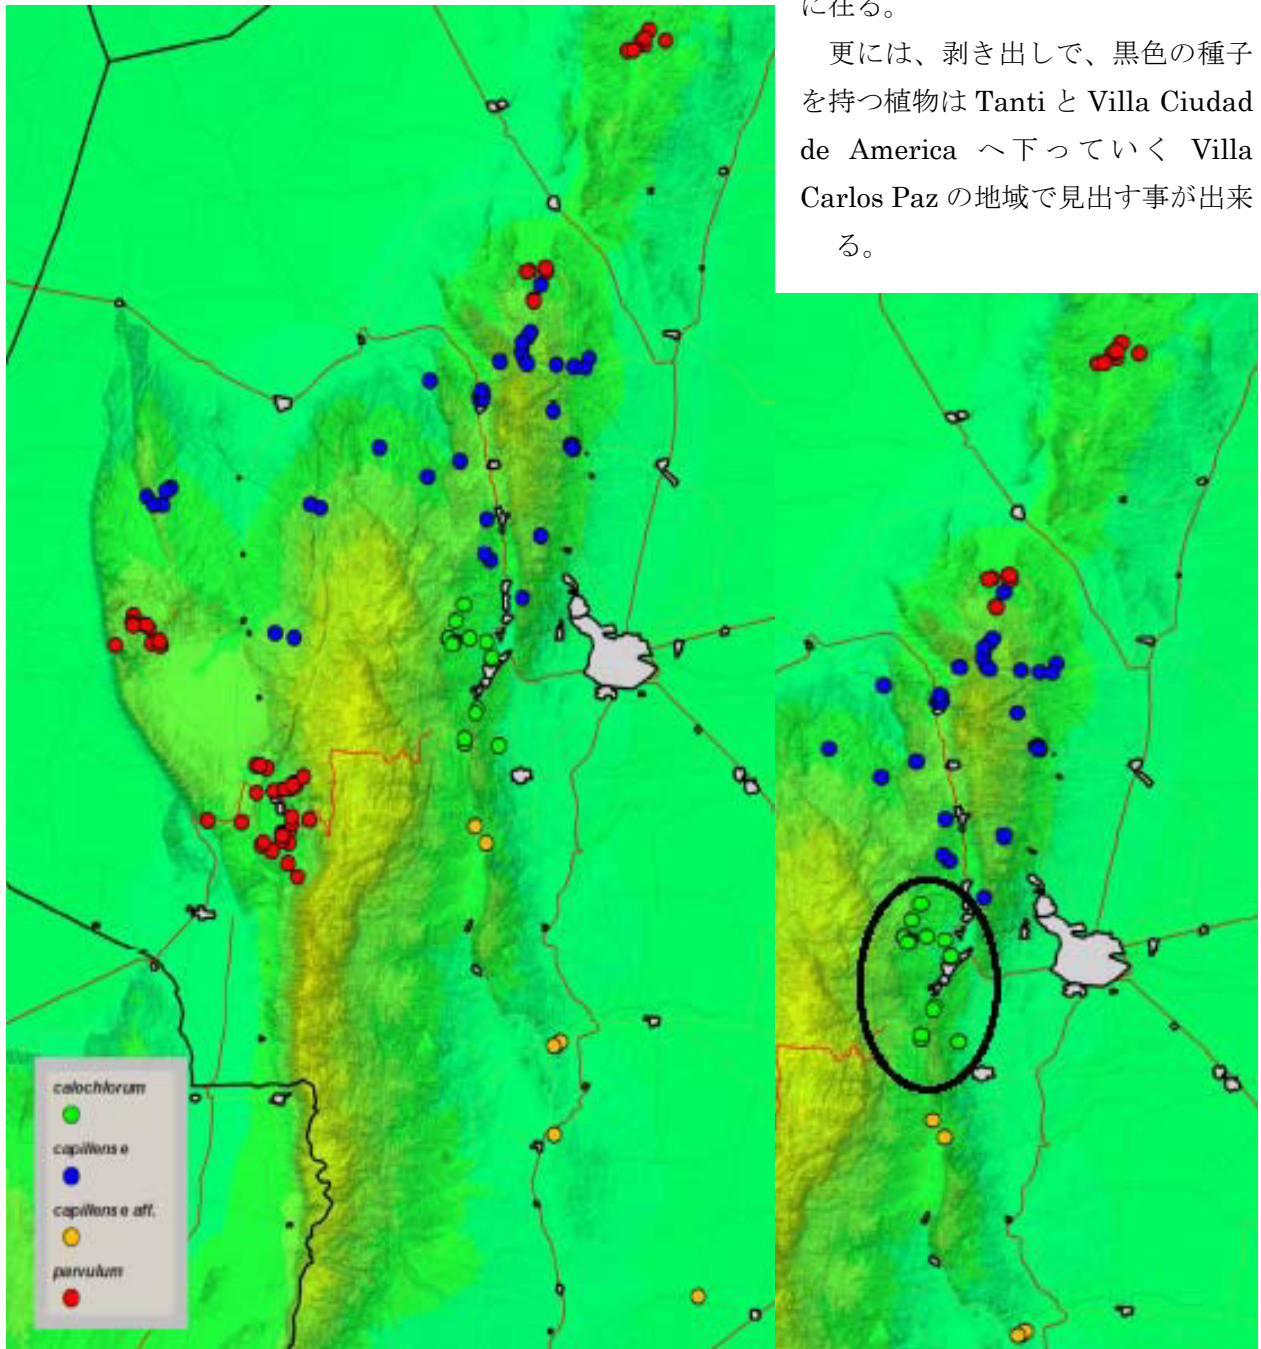 に在る。
更には、剥き出しで、黒色の種子
を持つ植物は Tanti と Villa Ciudad
de America へ下っていく Villa
Carlos Paz の地域で見出す事が出来
る。
calochlorum
capillense
capillense aff.
parvulum